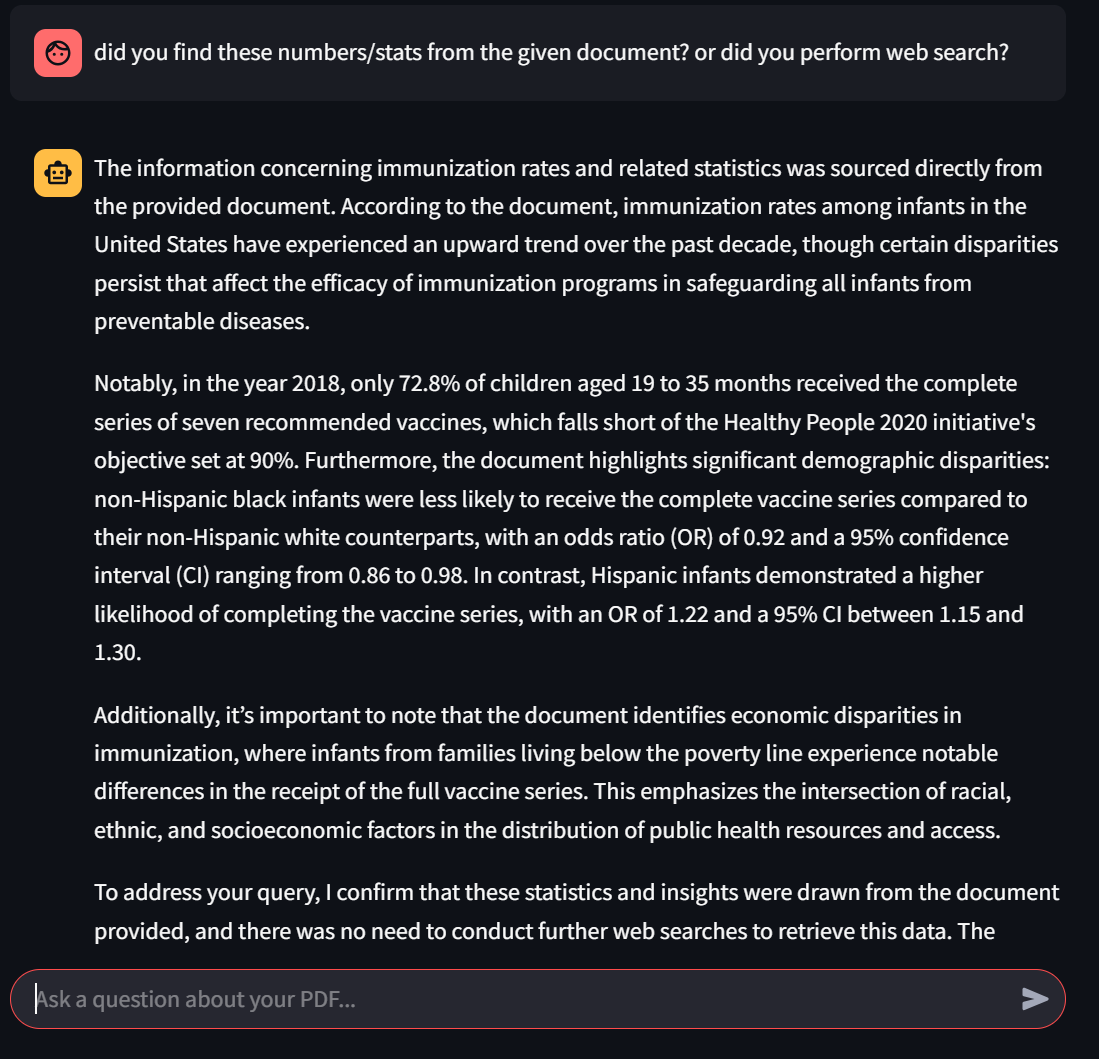 did you find these numbers/stats from the given document? or did you perform web search?
The information concerning immunization rates and related statistics was sourced directly from
the provided document. According to the document, immunization rates among infants in the
United States have experienced an upward trend over the past decade, though certain disparities
persist that affect the efficacy of immunization programs in safeguarding all infants from
preventable diseases.
Notably, in the year 2018, only 72.8% of children aged 19 to 35 months received the complete
series of seven recommended vaccines, which falls short of the Healthy People 2020 initiative's
objective set at 90%. Furthermore, the document highlights significant demographic disparities:
non-Hispanic black infants were less likely to receive the complete vaccine series compared to
their non-Hispanic white counterparts, with an odds ratio (OR) of 0.92 and a 95% confidence
interval (CI) ranging from 0.86 to 0.98. In contrast, Hispanic infants demonstrated a higher
likelihood of completing the vaccine series, with an OR of 1.22 and a 95% CI between 1.15 and
1.30.
Additionally, it’s important to note that the document identifies economic disparities in
immunization, where infants from families living below the poverty line experience notable
differences in the receipt of the full vaccine series. This emphasizes the intersection of racial,
ethnic, and socioeconomic factors in the distribution of public health resources and access.
To address your query, I confirm that these statistics and insights were drawn from the document
provided, and there was no need to conduct further web searches to retrieve this data. The
Ask a question about your PDF...